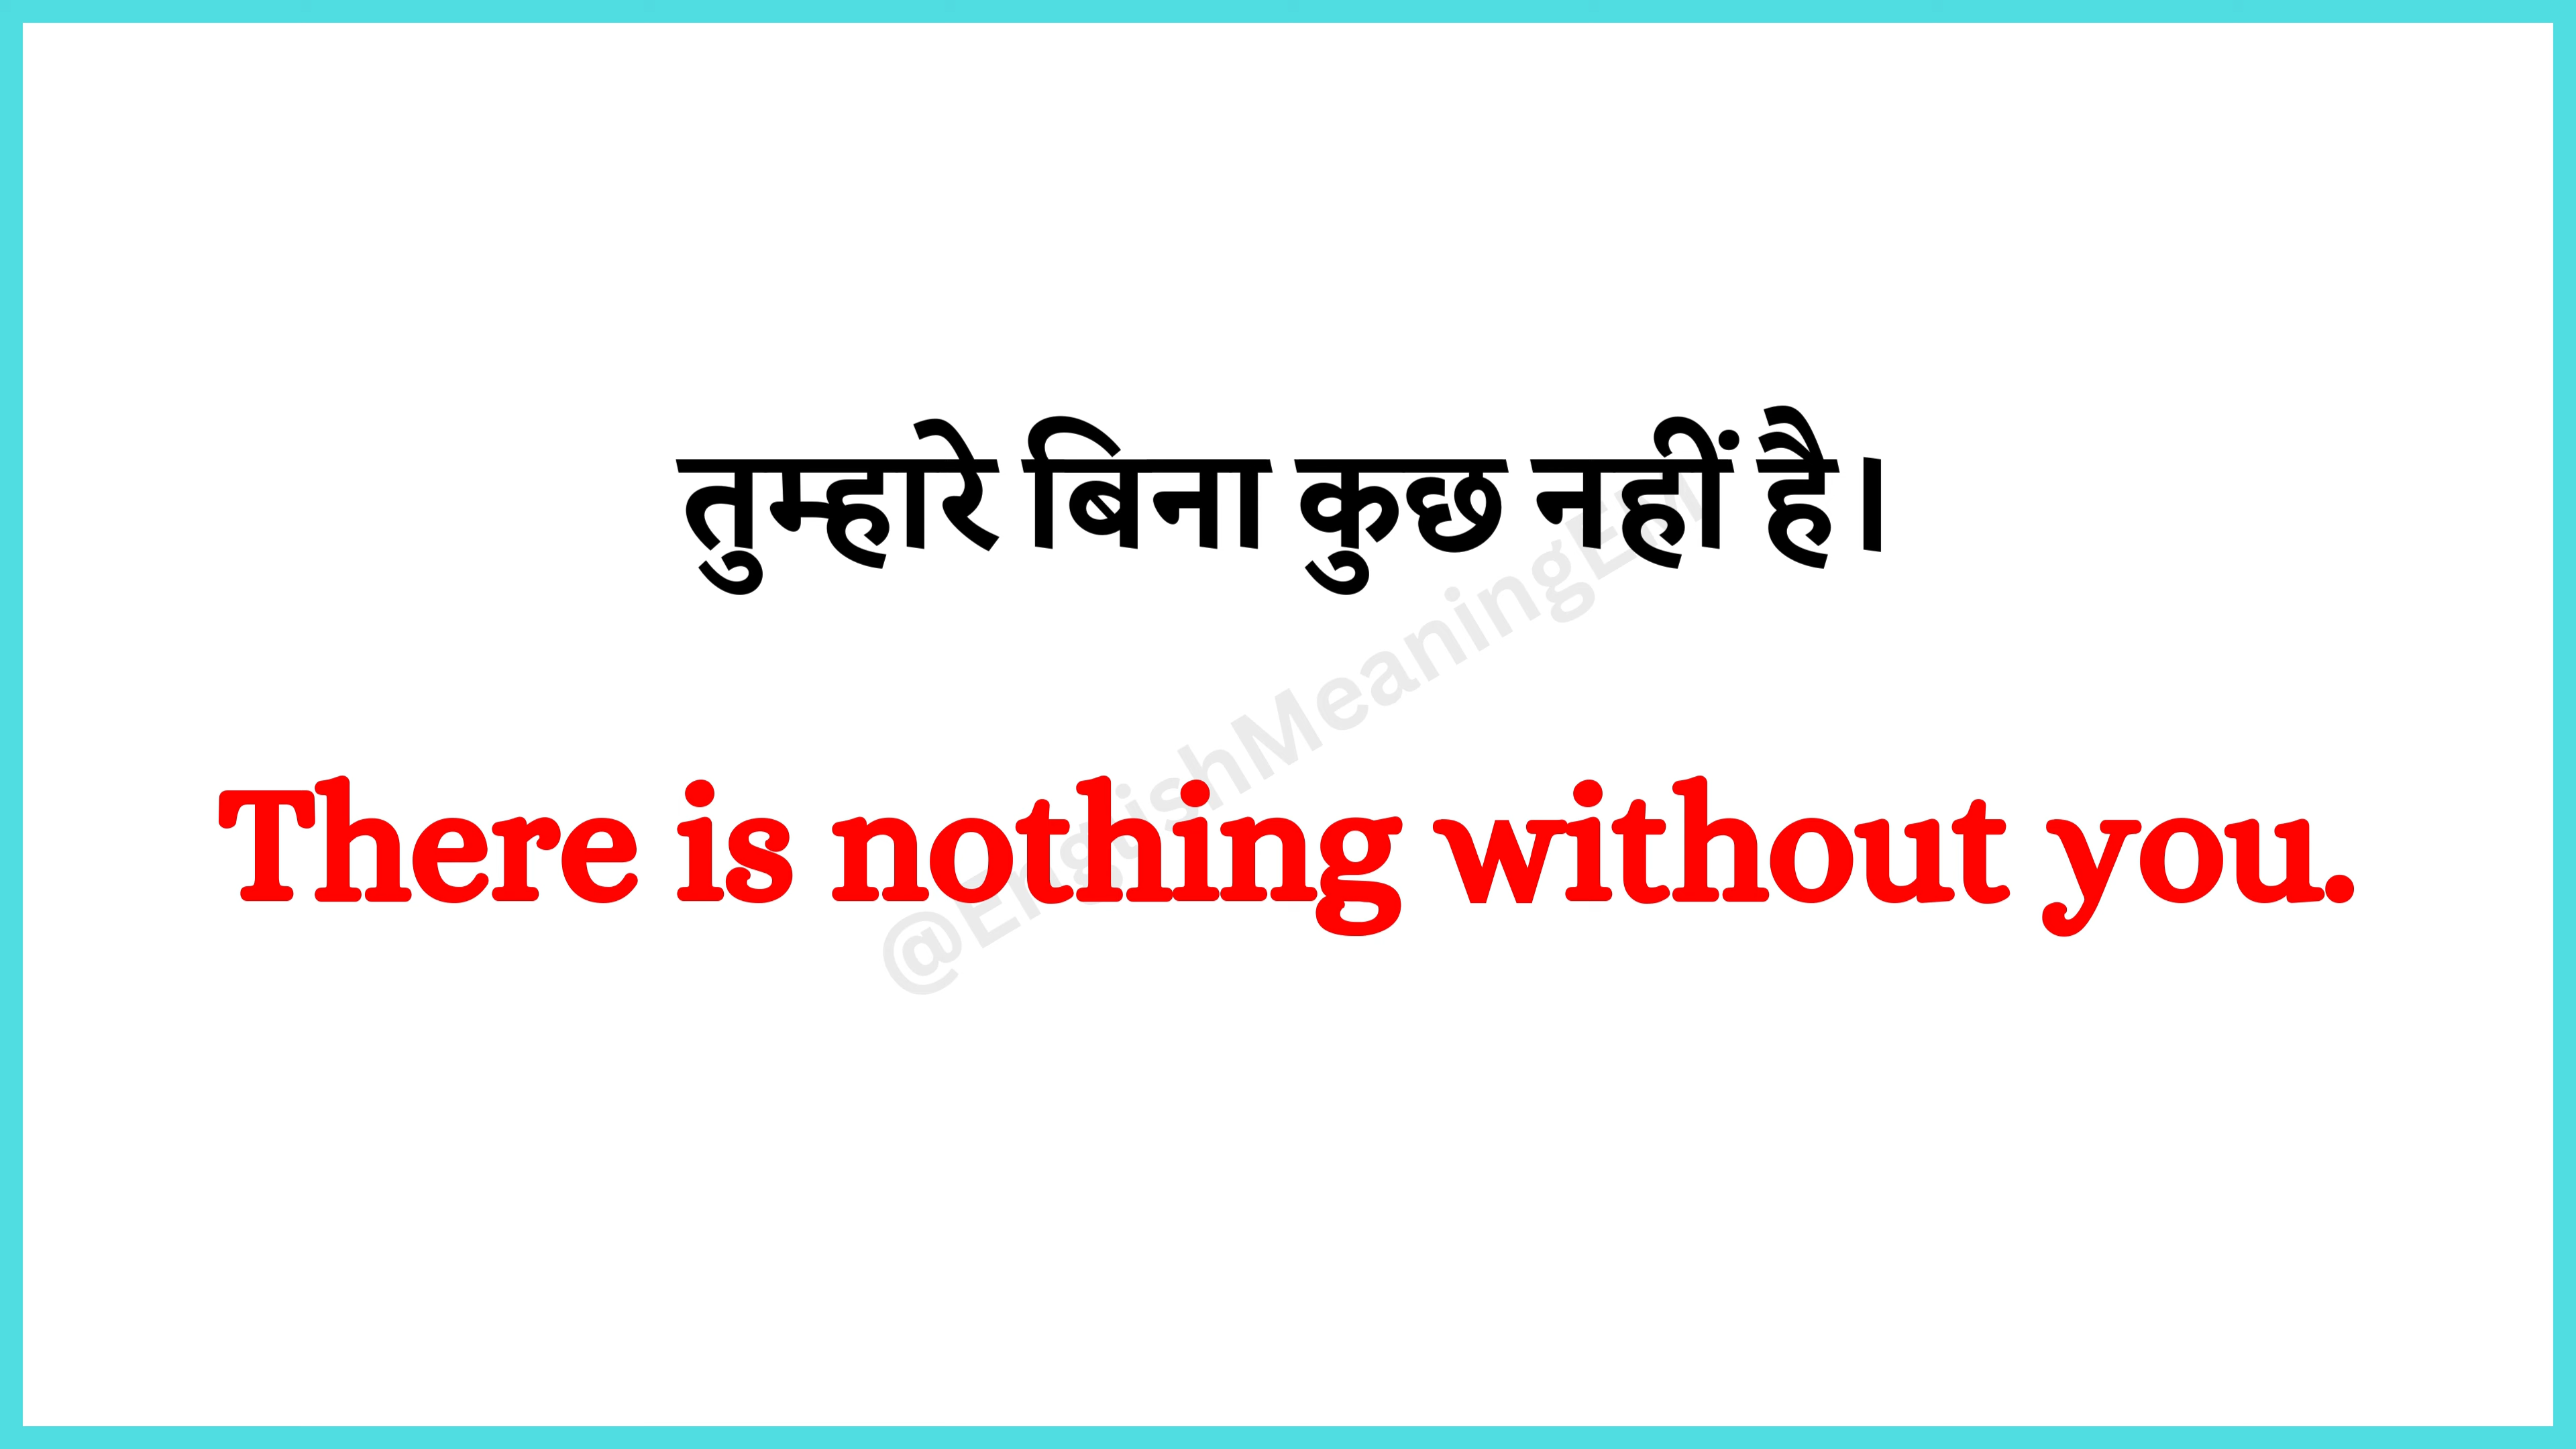 तुम्हारे बिना कुछ नहीं है।
There is nothing without you.